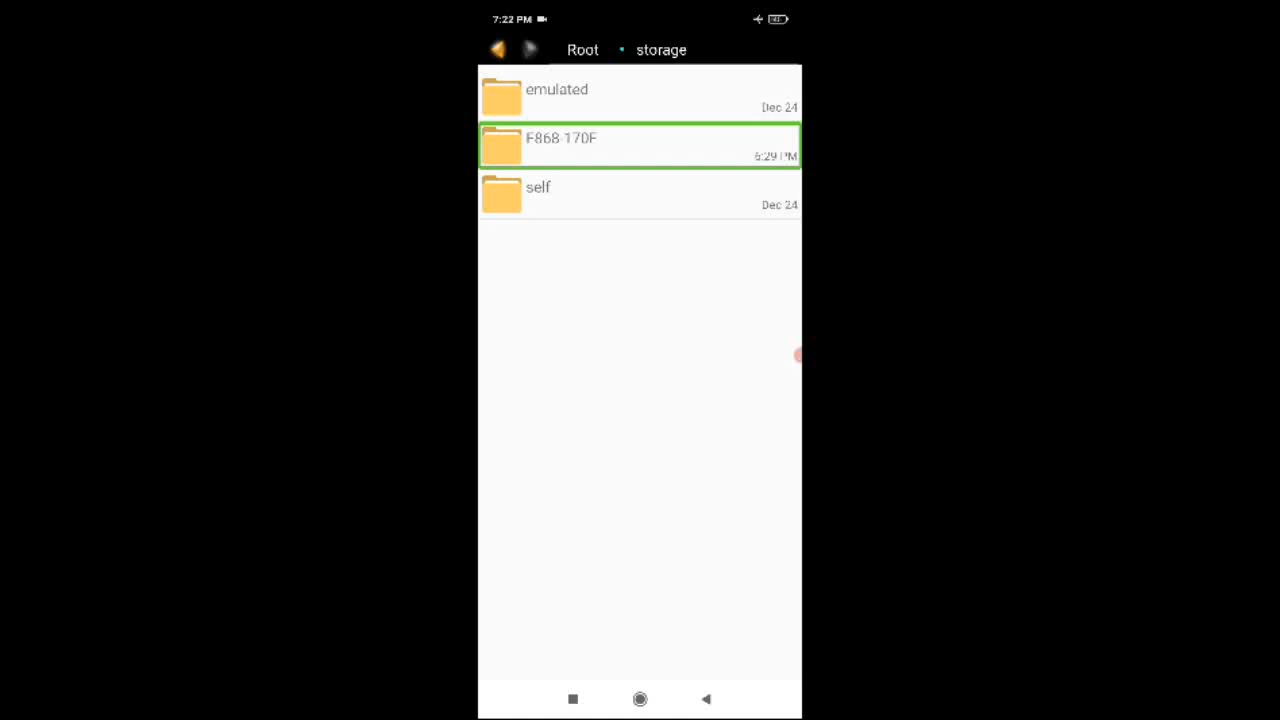 7:22 PM
Root storage
emulated
Dec 24
F868-170F
6:29 PM
self
Dec 24